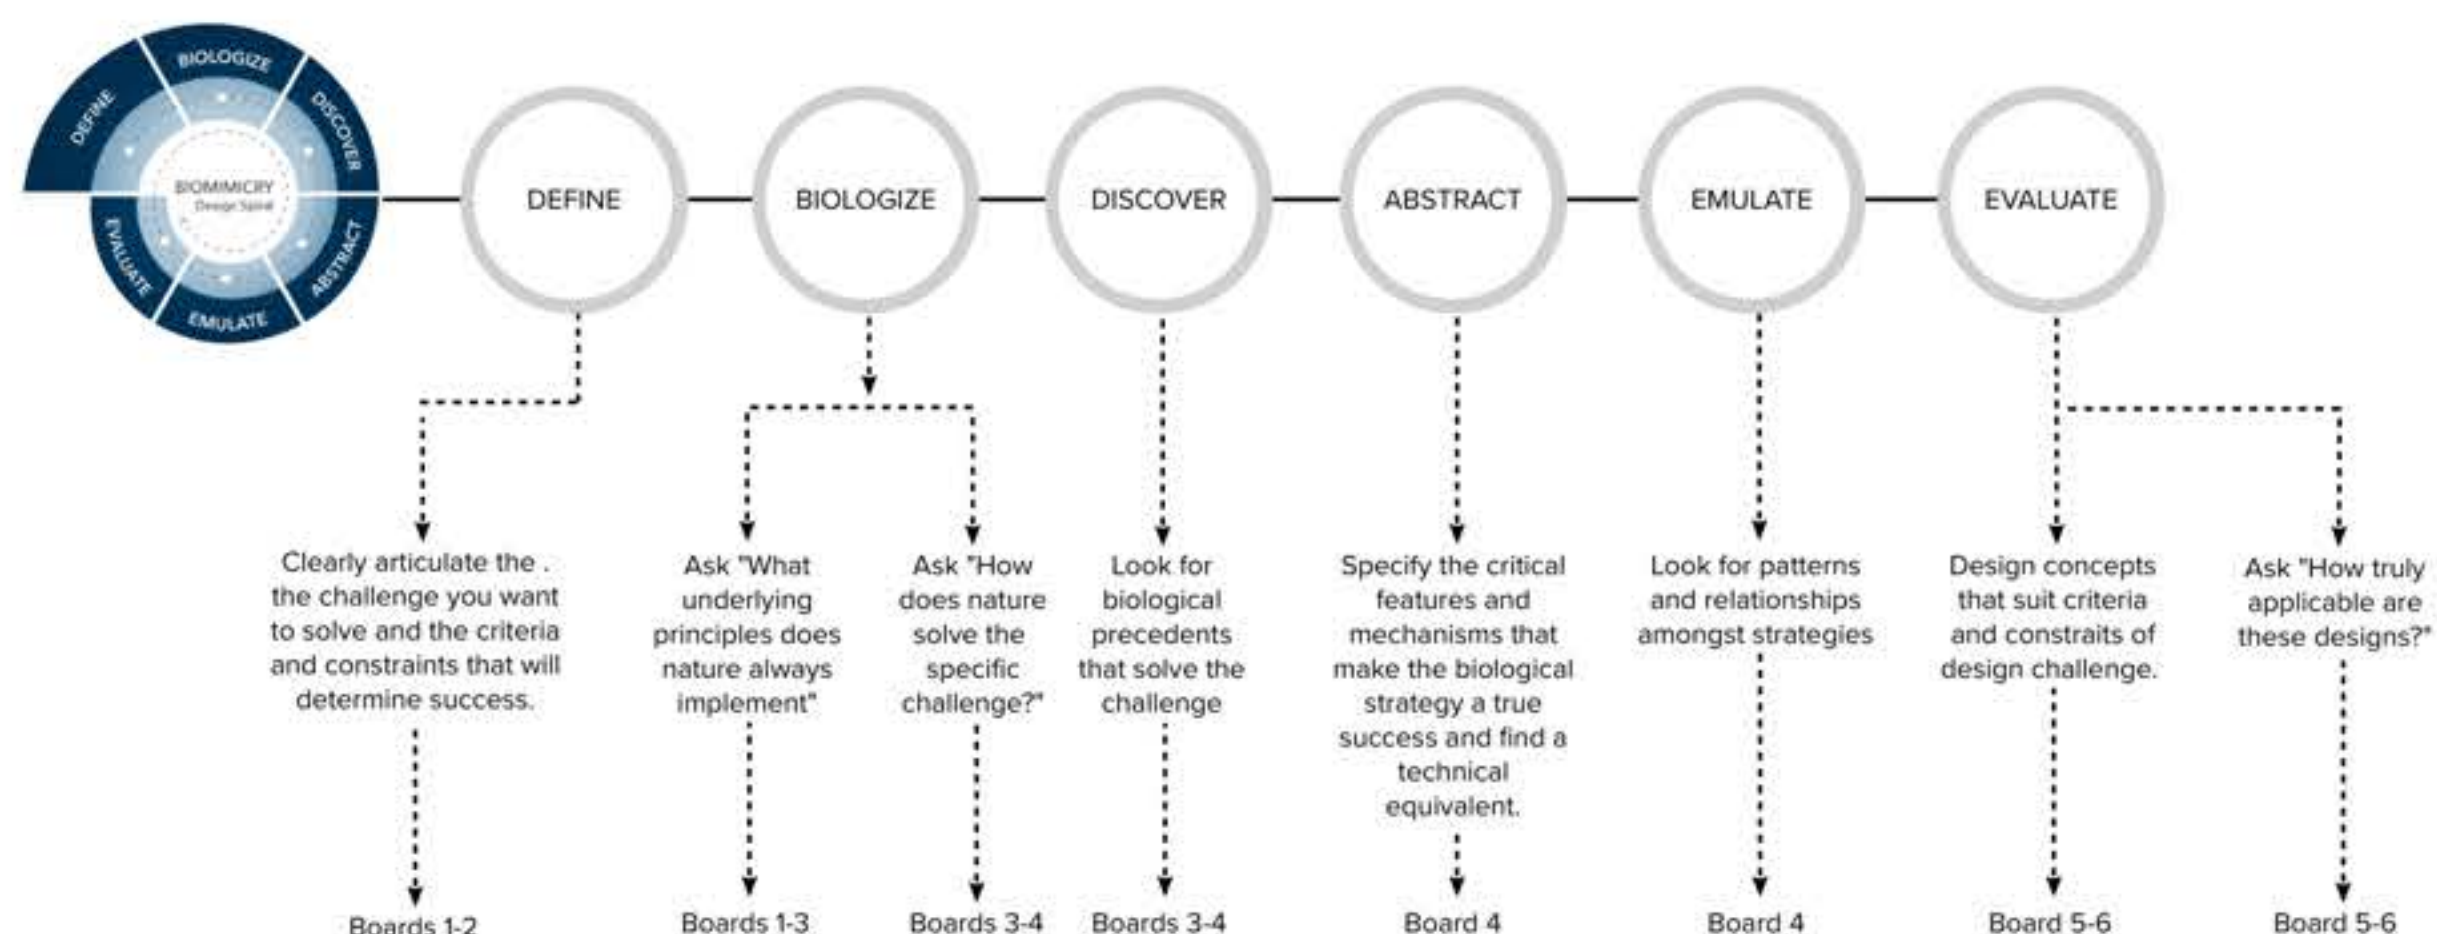 BIOLOGIZE
DEFINE
DISCOVER
BIOMIMICRY
Design Spiral
EVALUATE
ABSTRACT
EMULATE
DEFINE
BIOLOGIZE
DISCOVER
ABSTRACT
EMULATE
EVALUATE
Clearly articulate the .
the challenge you want
to solve and the criteria
and constraints that will
determine success.
Boards 1-2
Ask "What
underlying
principles does
nature always
implement"
Boards 1-3
Ask "How
does nature
solve the
specific
challenge?"
Boards 3-4
Look for
biological
precedents
that solve the
challenge
Boards 3-4
Specify the critical
features and
mechanisms that
make the biological
strategy a true
success and find a
technical
equivalent.
Board 4
Look for patterns
and relationships
amongst strategies
Board 4
Design concepts
that suit criteria
and constraits of
design challenge.
Board 5-6
Ask "How truly
applicable are
these designs?"
Board 5-6